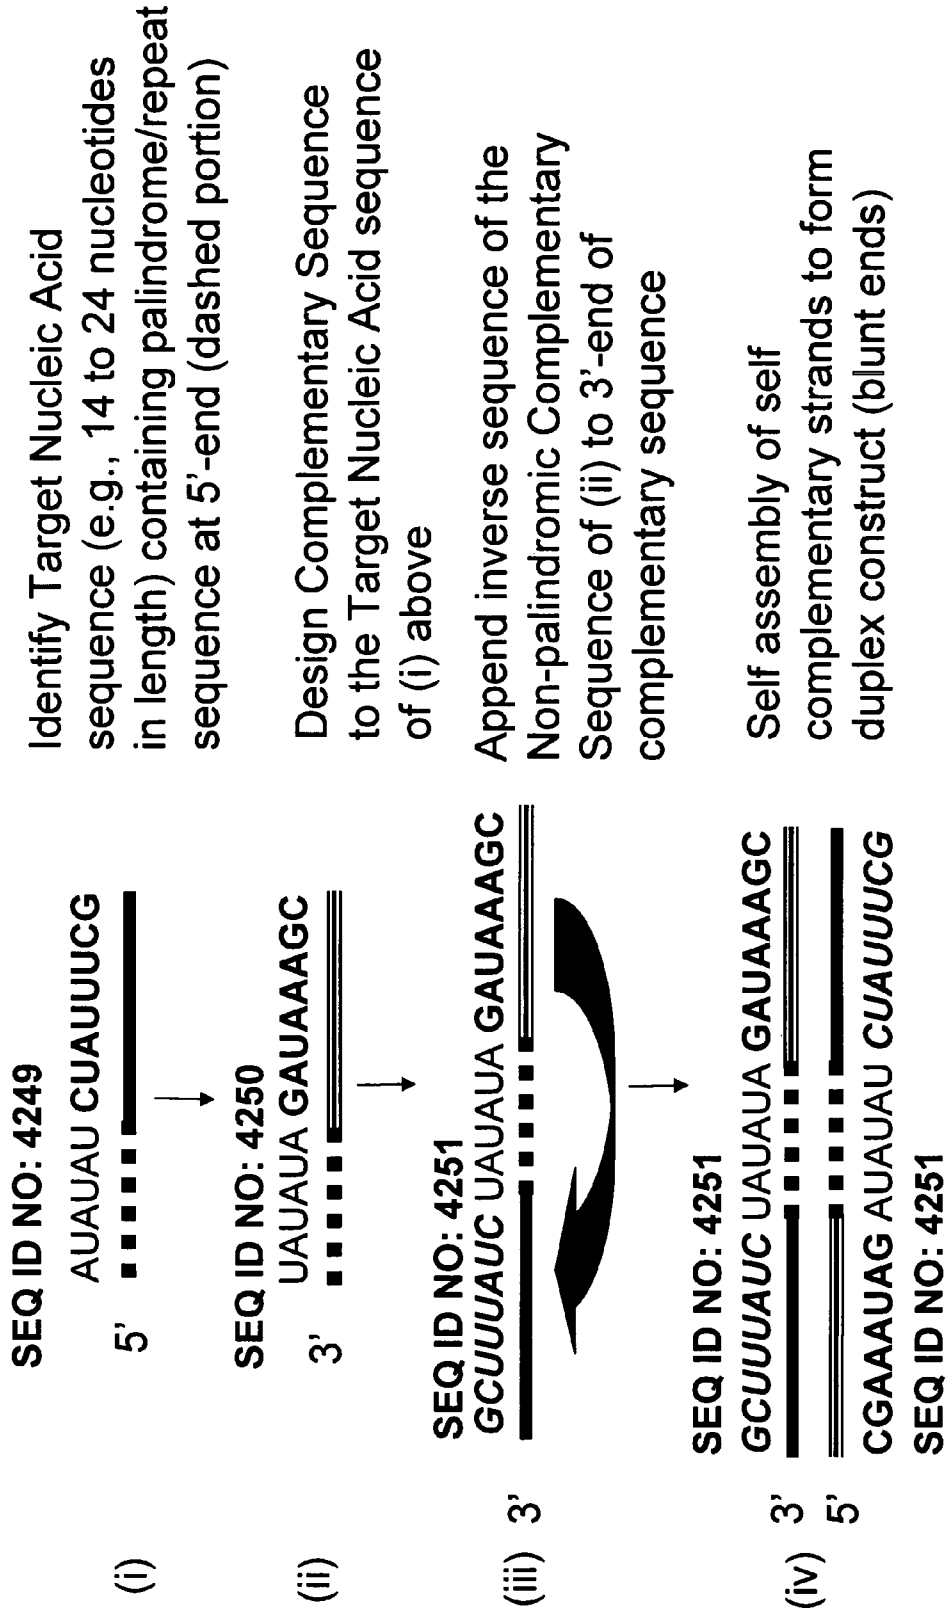 (i)
SEQ ID NO: 4249
AUAUAU CUAUUUCG
5’
Identify Target Nucleic Acid
sequence (e.g., 14 to 24 nucleotides
in length) containing palindrome/repeat
sequence at 5’-end (dashed portion)
(ii)
SEQ ID NO: 4250
UAUAUA GAUAAAGC
3’
Design Complementary Sequence
to the Target Nucleic Acid sequence
of (i) above
(iii)
SEQ ID NO: 4251
GCUUUAUC UAUAUA GAUAAAGC
3’
Append inverse sequence of the
Non-palindromic Complementary
Sequence of (ii) to 3’-end of
complementary sequence
(iv)
SEQ ID NO: 4251
GCUUUAUC UAUAUA GAUAAAGC
3’
5’
CGAAAUAG AUAUAU CUAUUUCG
SEQ ID NO: 4251
Self assembly of self
complementary strands to form
duplex construct (blunt ends)